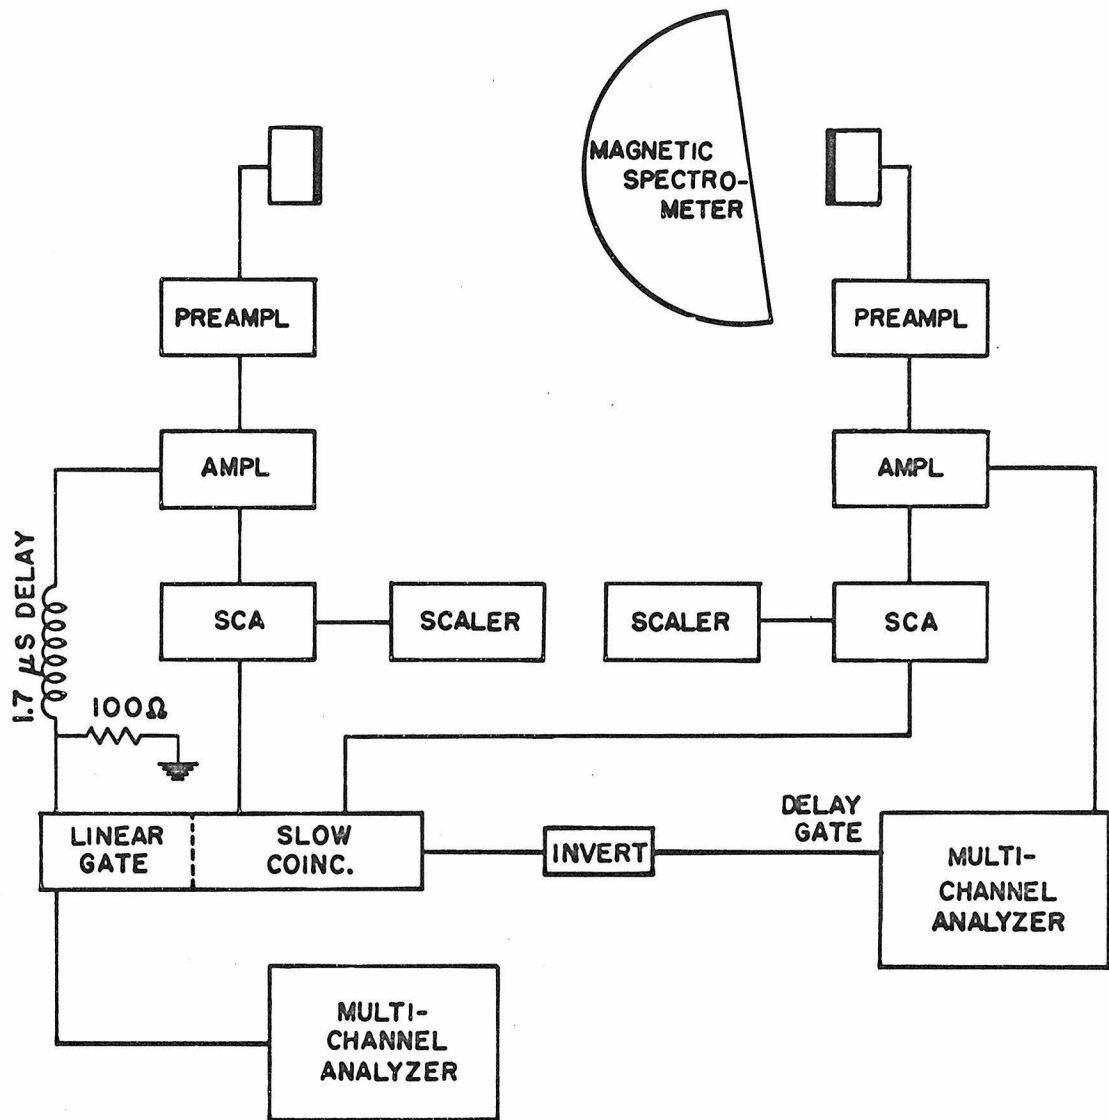 MAGNETIC
SPECTRO-
METER
PREAMPL
PREAMPL
AMPL
AMPL
1.7 μS DELAY
SCA
SCALER
SCALER
SCA
100Ω
LINEAR
GATE
SLOW
COINC.
INVERT
DELAY
GATE
MULTI-
CHANNEL
ANALYZER
MULTI-
CHANNEL
ANALYZER